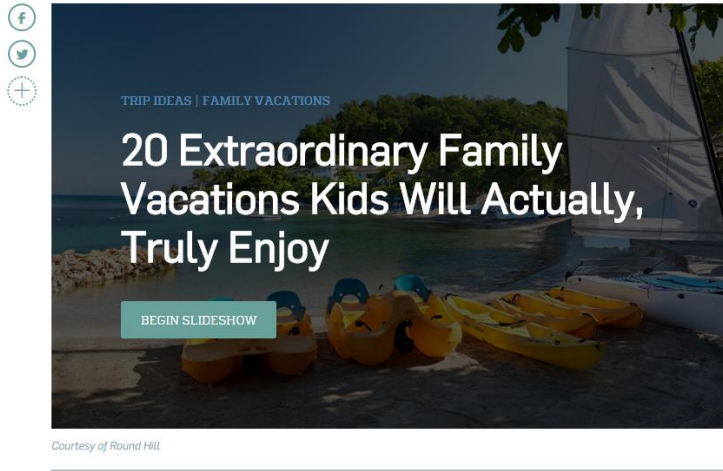 TRIP IDEAS | FAMILY VACATIONS
20 Extraordinary Family
Vacations Kids Will Actually,
Truly Enjoy
BEGIN SLIDESHOW
Courtesy of Round Hill